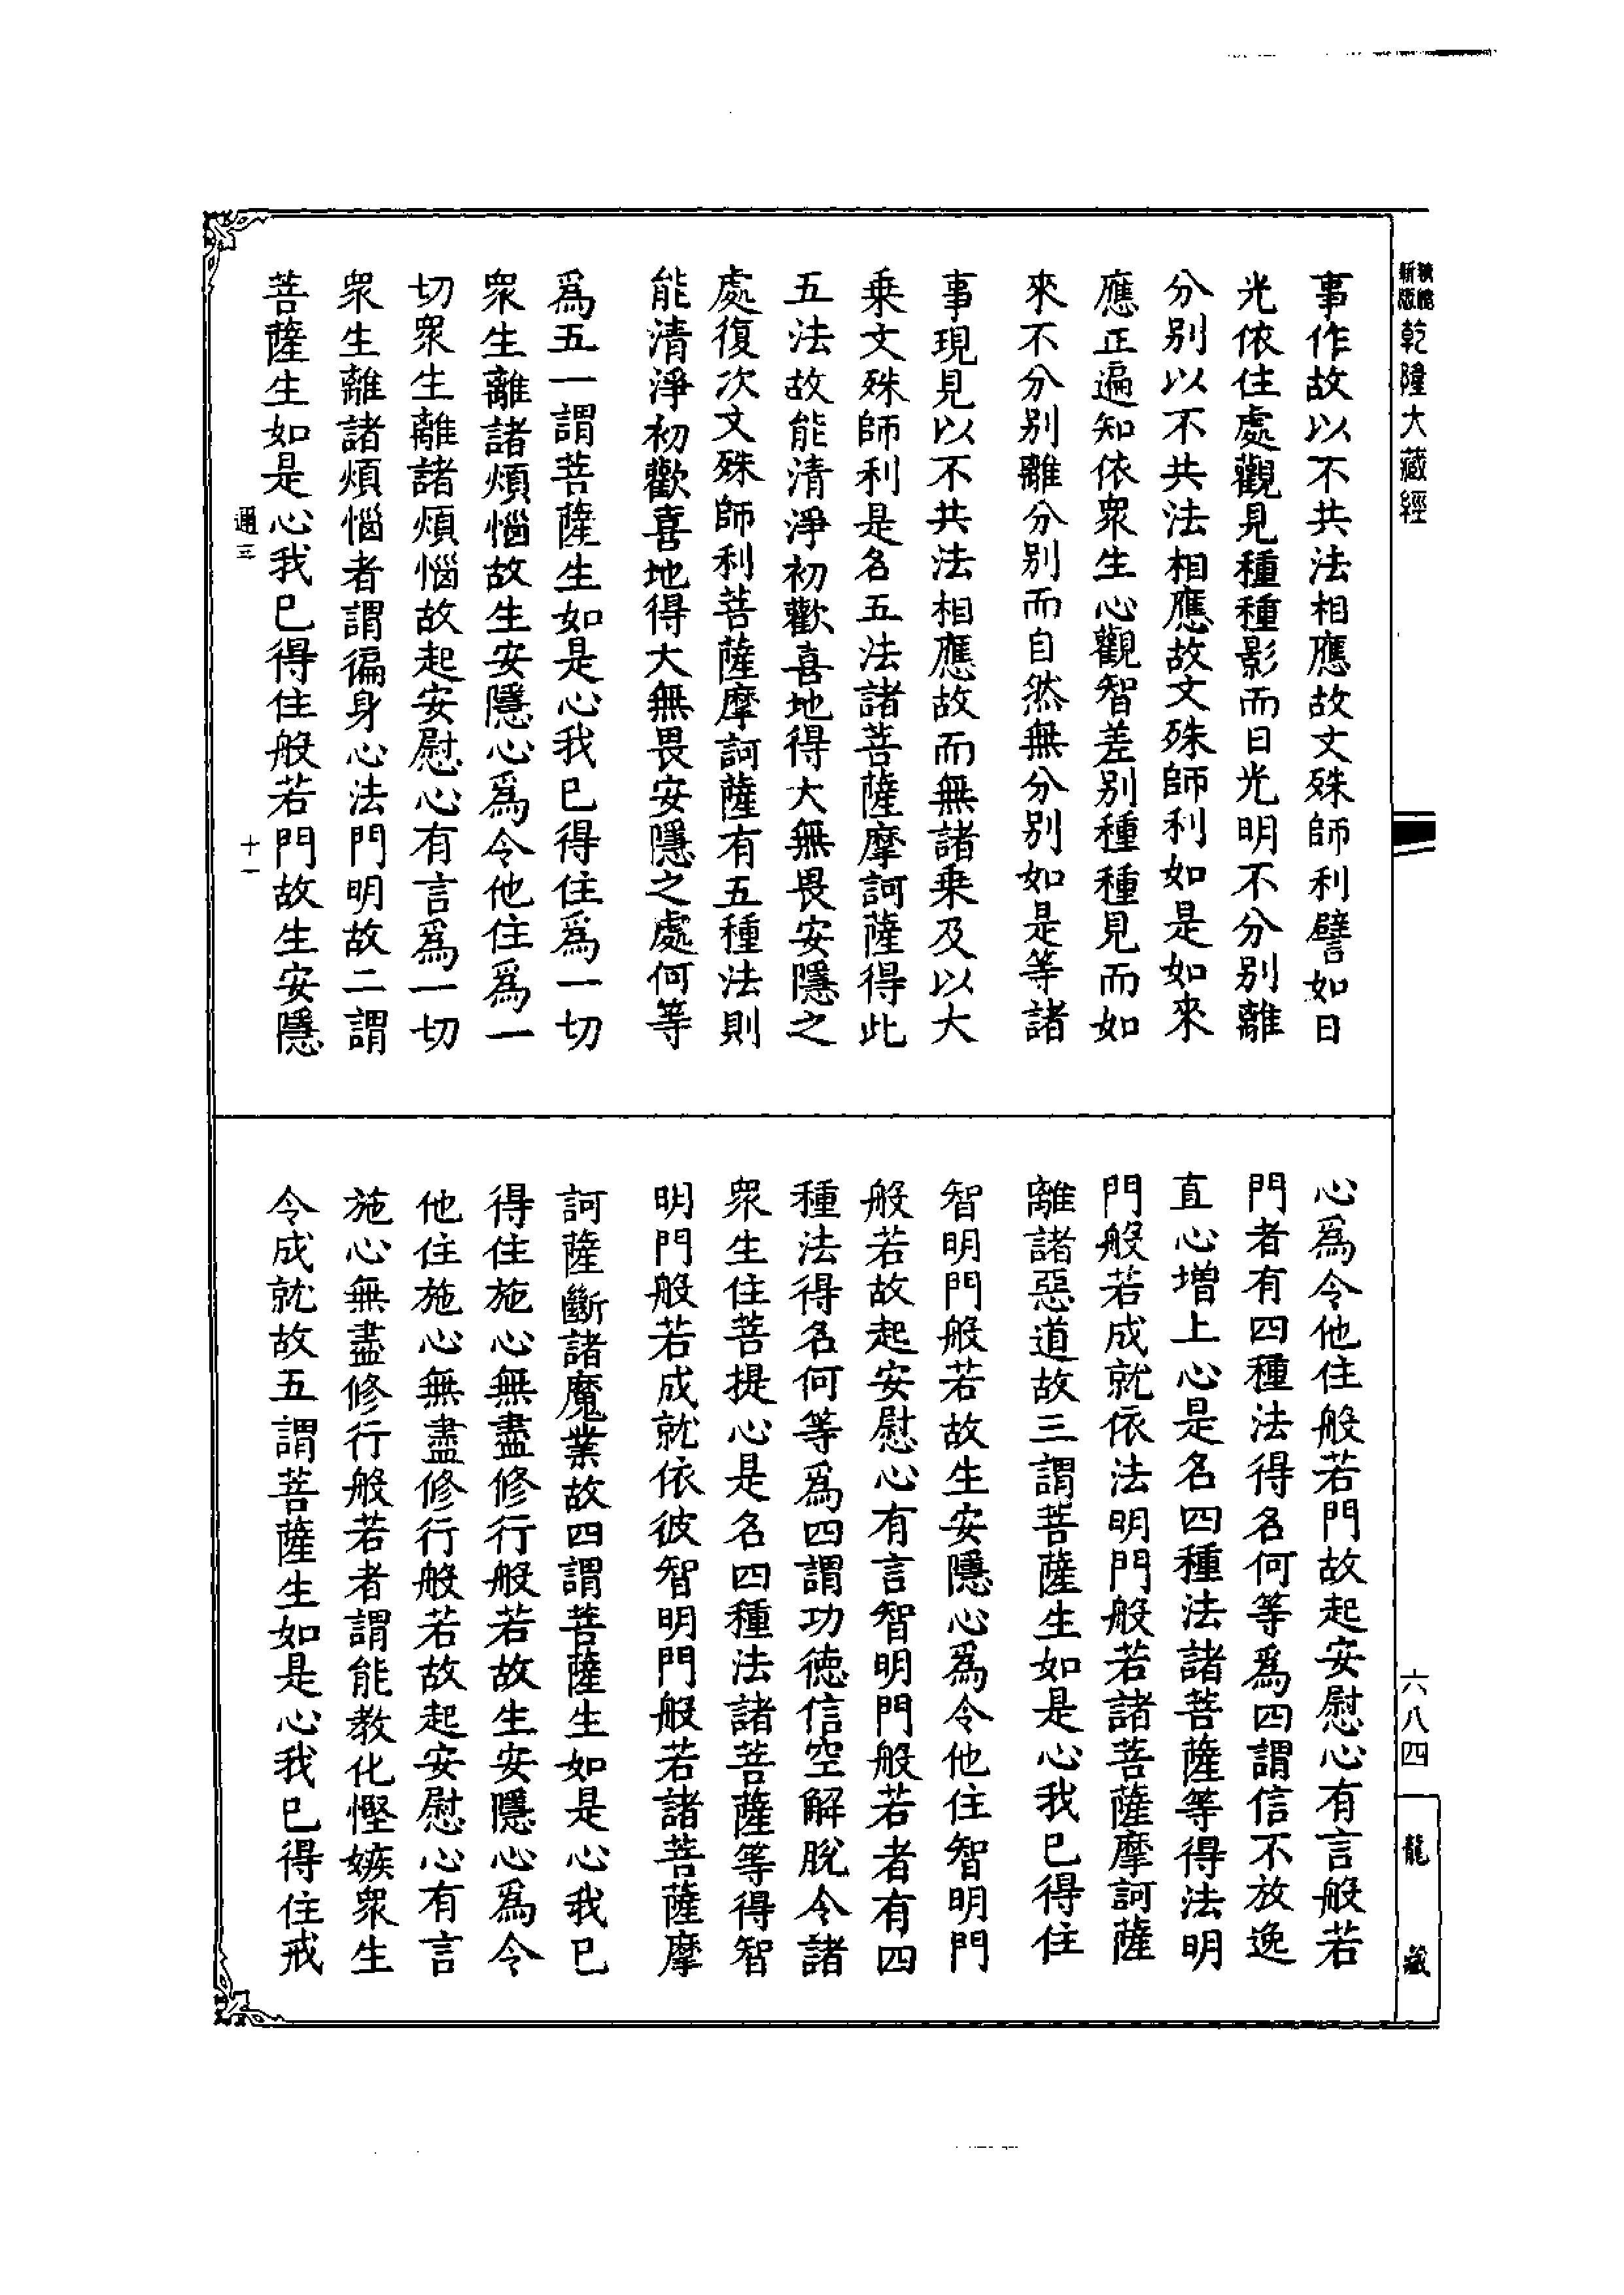 乾隆大藏經
事作故以不共法相應故文殊師利譬如日
光依住處觀見種種影而日光明不分別離
分別以不共法相應故文殊師利如是如來
應正遍知依衆生心觀智差別種種見而如
來不分別離分別而自然無分別如是等諸
事現見以不共法相應故而無諸乘及以大
乘文殊師利是名五法諸菩薩摩訶薩得此
五法故能清淨初歡喜地得大無畏安隱之
處復次文殊師利菩薩摩訶薩有五種法則
能清淨初歡喜地得大無畏安隱之處何等
爲五一謂菩薩生如是心我已得住爲一切
衆生離諸煩惱故生安隱心爲令他住爲一
切衆生離諸煩惱故起安慰心有言爲一切
衆生離諸煩惱者謂徧身心法門明故二謂
菩薩生如是心我已得住般若門故生安隱
通三
十一
心爲令他住般若門故起安慰心有言般若
門者有四種法得名何等爲四謂信不放逸
直心增上心是名四種法諸菩薩等得法明
門般若成就依法明門般若諸菩薩摩訶薩
離諸惡道故三謂菩薩生如是心我已得住
智明門般若故生安隱心爲令他住智明門
般若故起安慰心有言智明門般若者有四
種法得名何等爲四謂功德信空解脫令諸
衆生住菩提心是名四種法諸菩薩等得智
明門般若成就依彼智明門般若諸菩薩摩
訶薩斷諸魔業故四謂菩薩生如是心我已
得住施心無盡修行般若故生安隱心爲令
他住施心無盡修行般若故起安慰心有言
施心無盡修行般若者謂能教化慳嫉衆生
令成就故五謂菩薩生如是心我已得住戒
六八四
龍藏